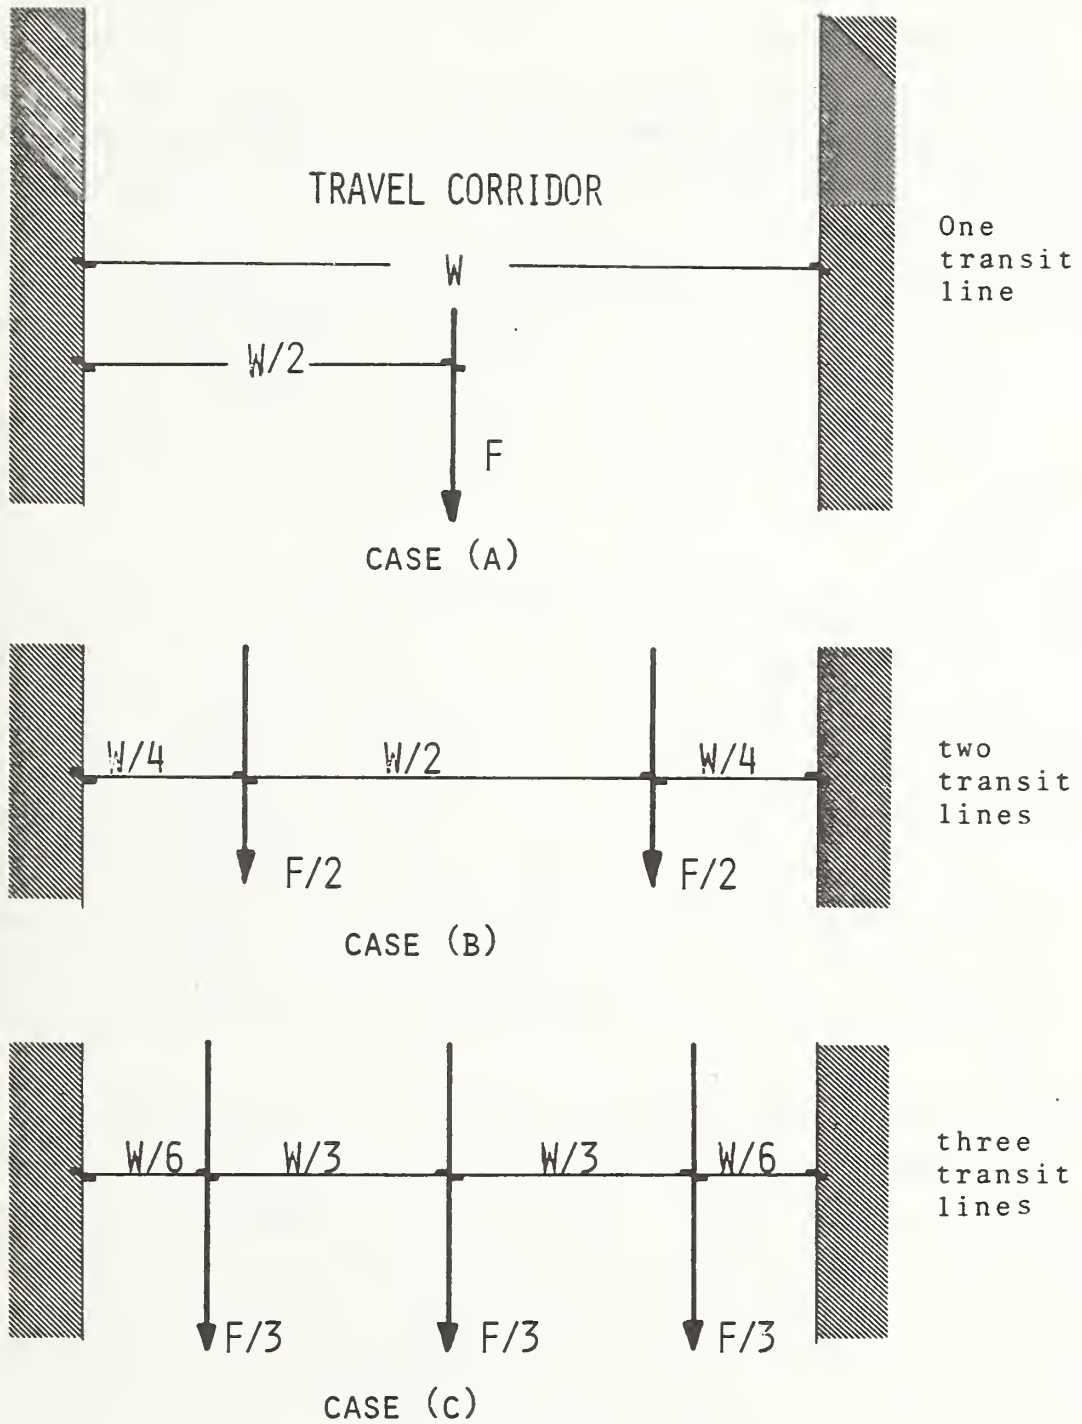 TRAVEL CORRIDOR
One
transit
line
W
W/2
F
CASE (A)
W/4
W/2
W/4
two
transit
lines
F/2
F/2
CASE (B)
W/6
W/3
W/3
W/6
three
transit
lines
F/3
F/3
F/3
CASE (C)